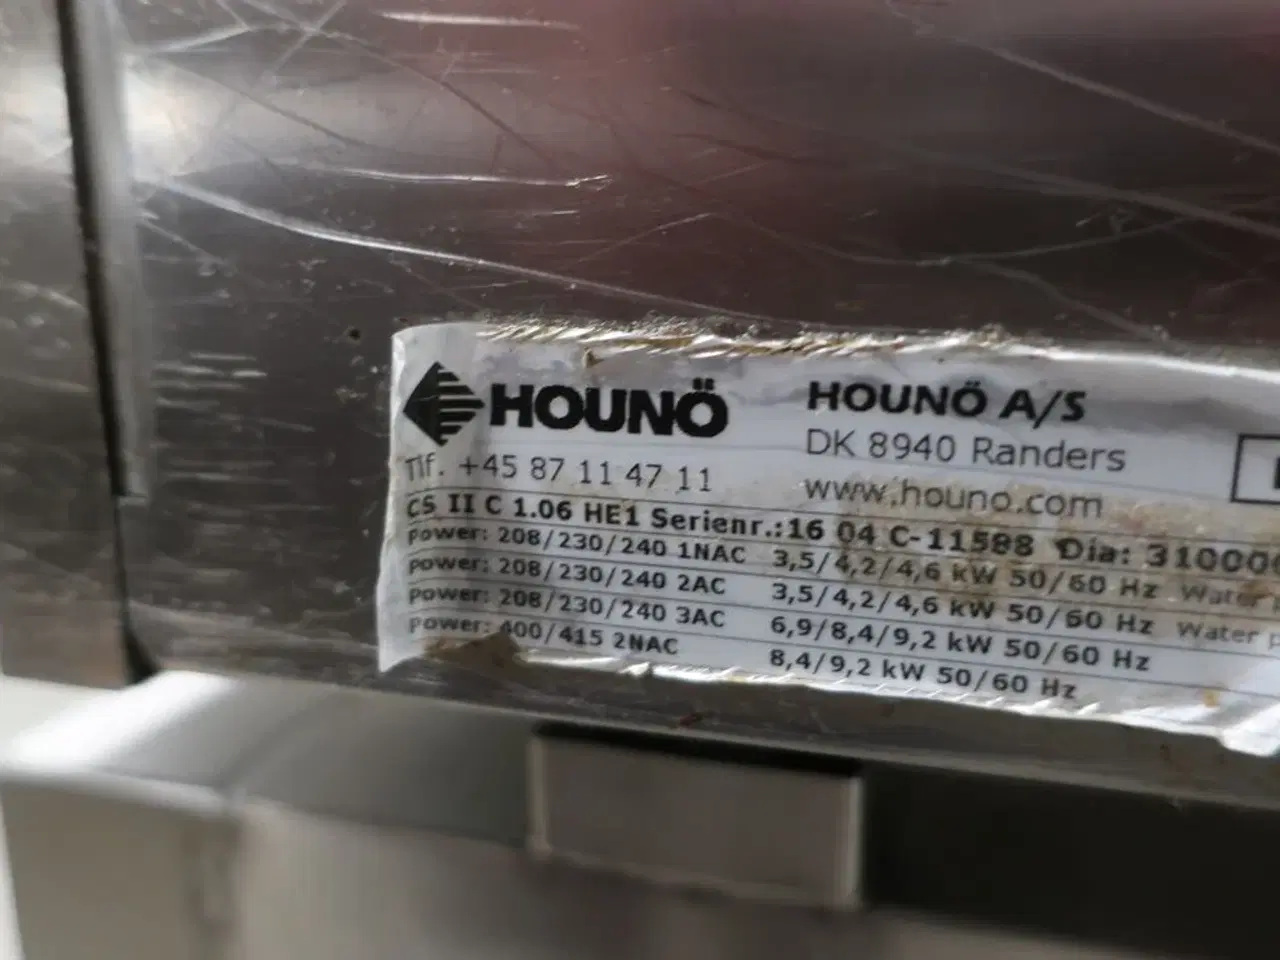 HOUNÖ
HOUNÖ A/S
DK 8940 Randers
Tlf. +45 87 11 47 11
www.houno.com
CS II C 1.06 HE1 Serienr.:16 04 C-11588 Dia: 310000
Power: 208/230/240 1NAC 3,5/4,2/4,6 kW 50/60 Hz Water
Power: 208/230/240 2AC 3,5/4,2/4,6 kW 50/60 Hz Water p
Power: 208/230/240 3AC 6,9/8,4/9,2 kW 50/60 Hz
Power: 400/415 2NAC 8,4/9,2 kW 50/60 Hz